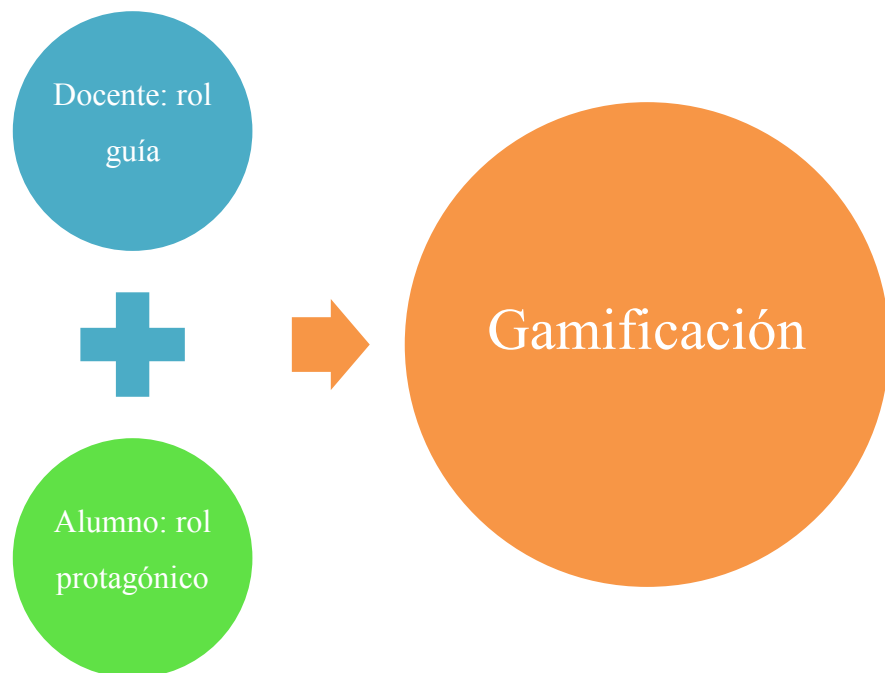 Docente: rol
guía
Gamificación
Alumno: rol
protagónico